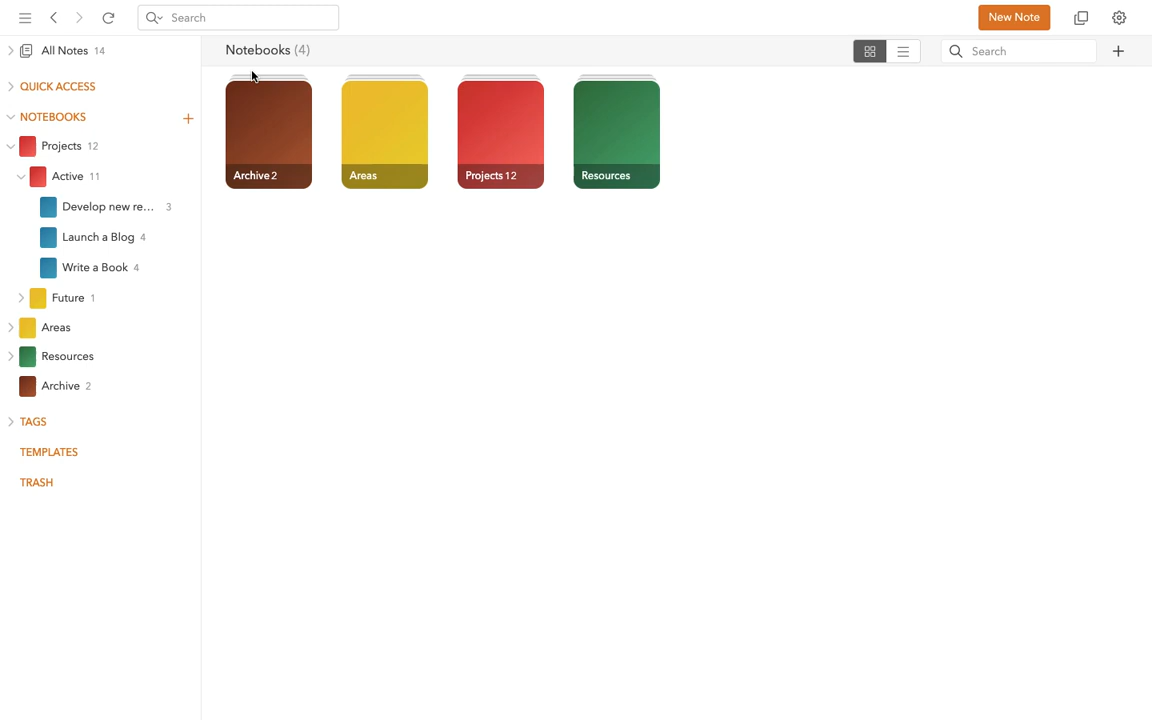 Search
New Note
All Notes 14
QUICK ACCESS
NOTEBOOKS
Projects 12
Active 11
Develop new re... 3
Launch a Blog 4
Write a Book 4
Future 1
Areas
Resources
Archive 2
TAGS
TEMPLATES
TRASH
Notebooks (4)
Search
Archive 2
Areas
Projects 12
Resources